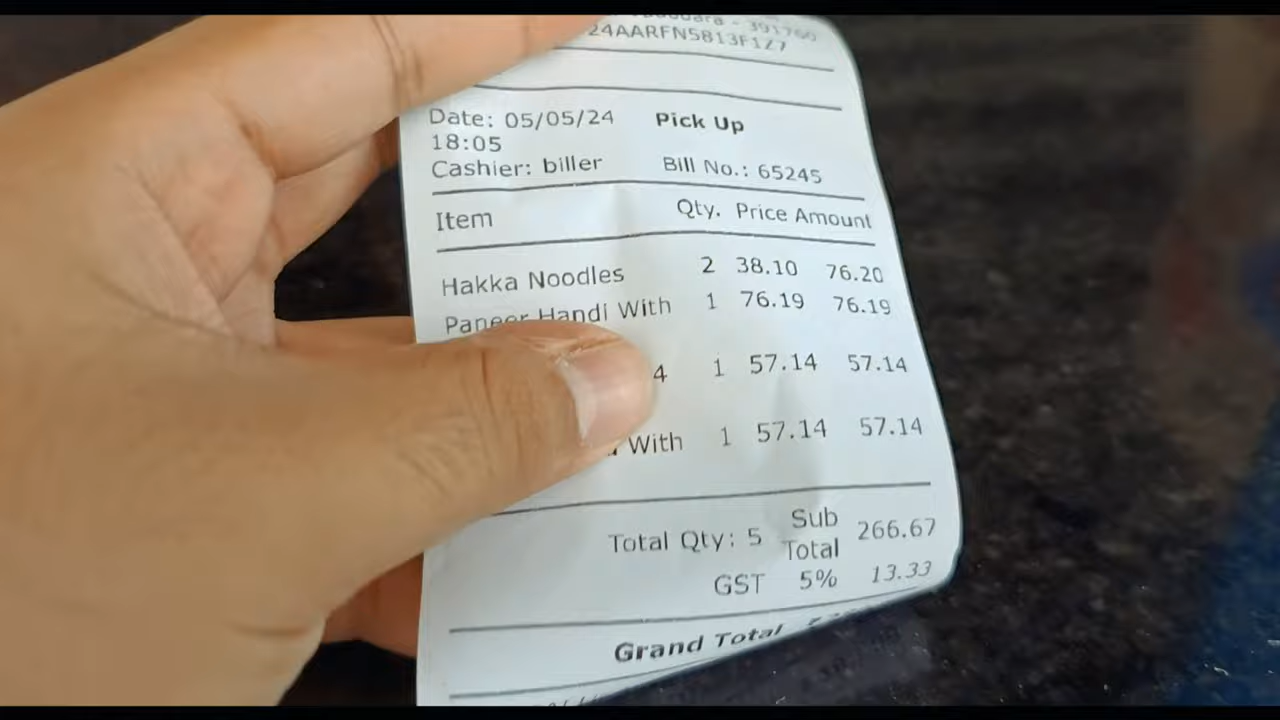 - 391760
24AARFN5813F1Z7
Date: 05/05/24 Pick Up
18:05
Cashier: biller Bill No.: 65245
Item Qty. Price Amount
Hakka Noodles 2 38.10 76.20
Paneer Handi With 1 76.19 76.19
4 1 57.14 57.14
With 1 57.14 57.14
Total Qty: 5 Sub Total 266.67
GST 5% 13.33
Grand Total